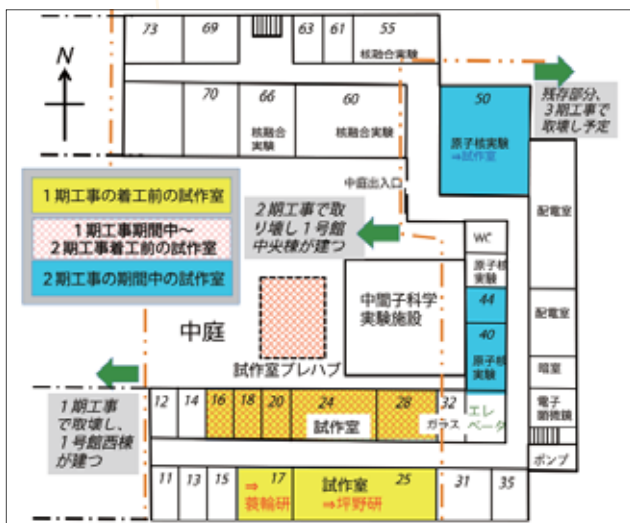 73
69
63
61
55
核融合実験
N
70
66
核融合
実験
60
核融合実験
50
原子核実験
⇒試作室
残存部分、
3期工事で
取壊し予定
中庭出入口
1期工事の着工前の試作室
1期工事期間中～
2期工事着工前の試作室
2期工事の期間中の試作室
2期工事で取
り壊し1号館
中央棟が建つ
WC
原子核
実験
配電室
中間子科学
実験施設
44
40
原子核
実験
配電室
暗室
電子
顕微鏡
ポンプ
中庭
試作室プレハブ
1期工事
で取壊し、
1号館西棟
が建つ
12
14
16
18
20
24
試作室
28
32
ガラス
エレ
ベータ
11
13
15
17
⇒
蓑輪研
試作室
⇒坪野研
25
31
35